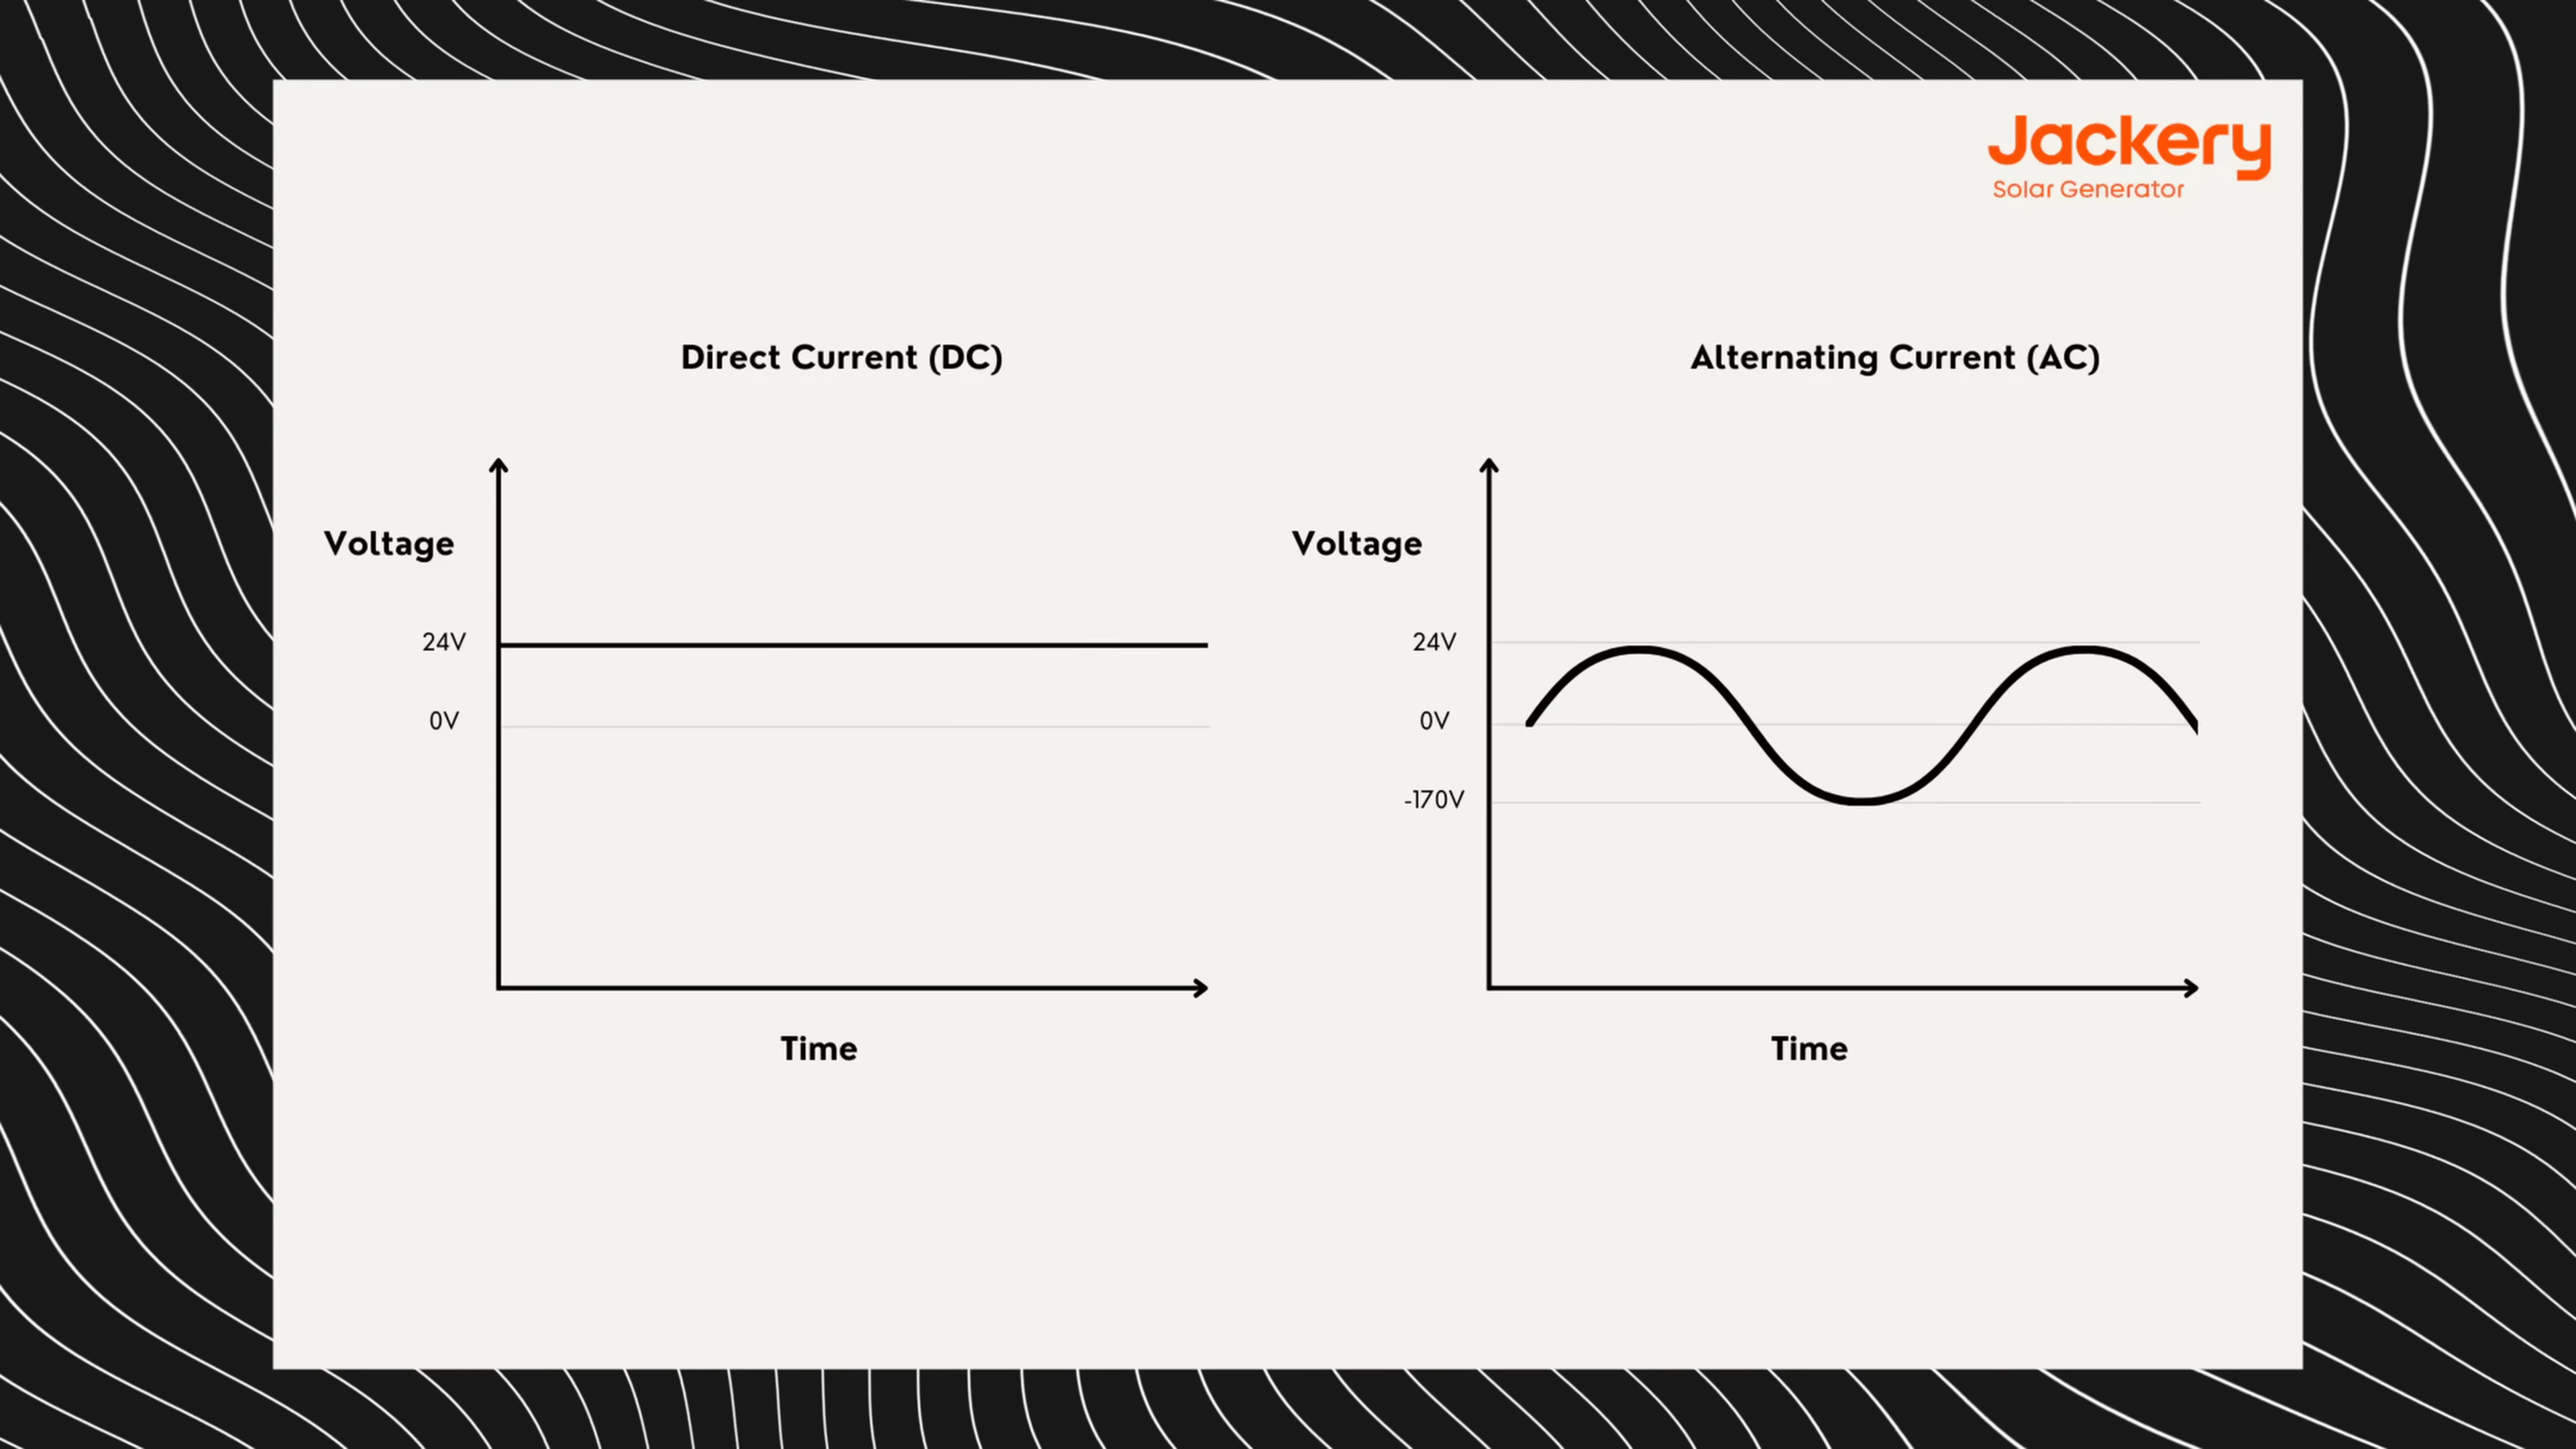 Jackery
Solar Generator
Direct Current (DC)
Voltage
24V
0V
Time
Alternating Current (AC)
Voltage
24V
0V
-170V
Time